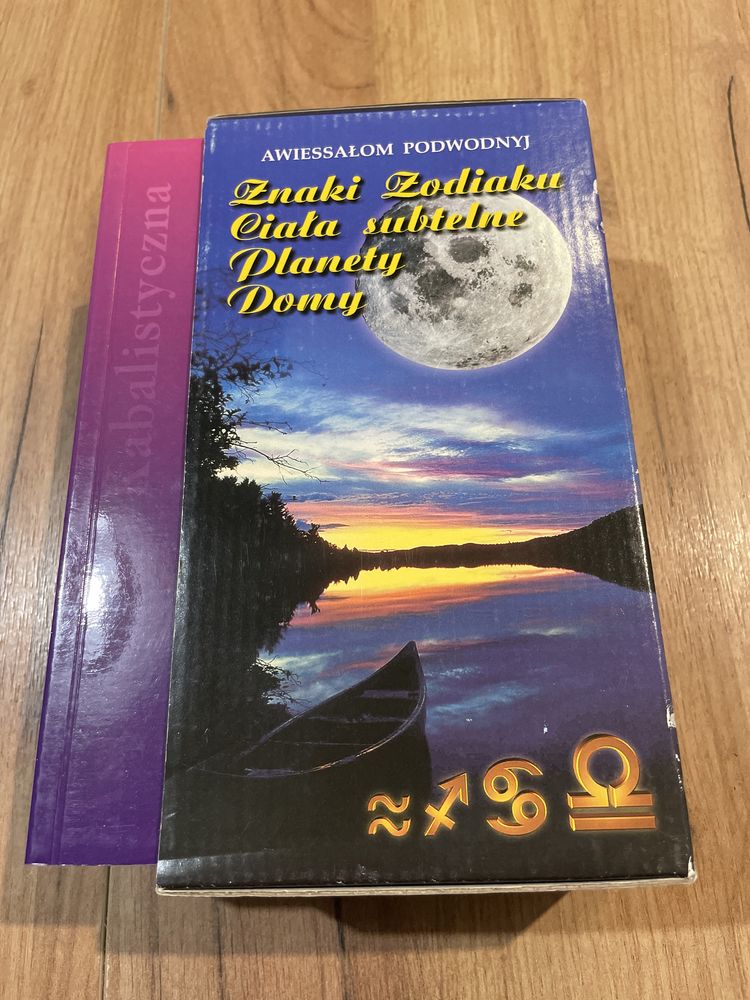 AWIESSAŁOM PODWODNYJ
Znaki Zodiaku
Ciała subtelne
Planety
Domy
Kabalistyczna